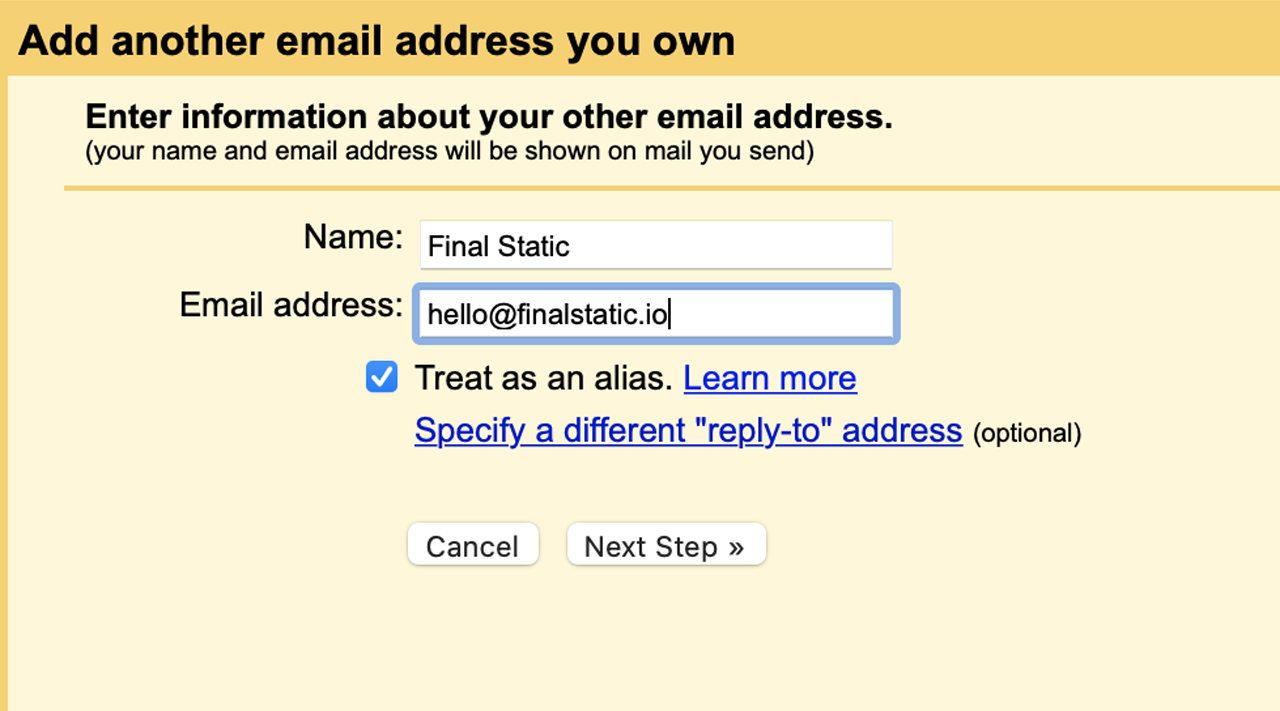 Add another email address you own
Enter information about your other email address.
(your name and email address will be shown on mail you send)
Name: Final Static
Email address: hello@finalstatic.io
Treat as an alias. Learn more
Specify a different "reply-to" address (optional)
Cancel Next Step »